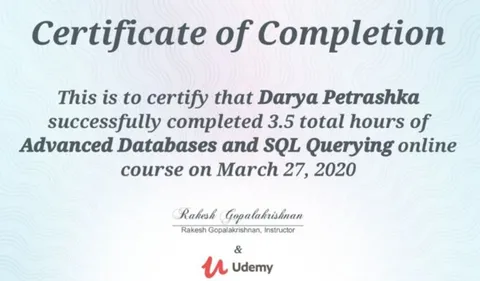 Certificate of Completion
This is to certify that Darya Petrashka
successfully completed 3.5 total hours of
Advanced Databases and SQL Querying online
course on March 27, 2020
Rakesh Gopalakrishnan
Rakesh Gopalakrishnan, Instructor
&
Udemy